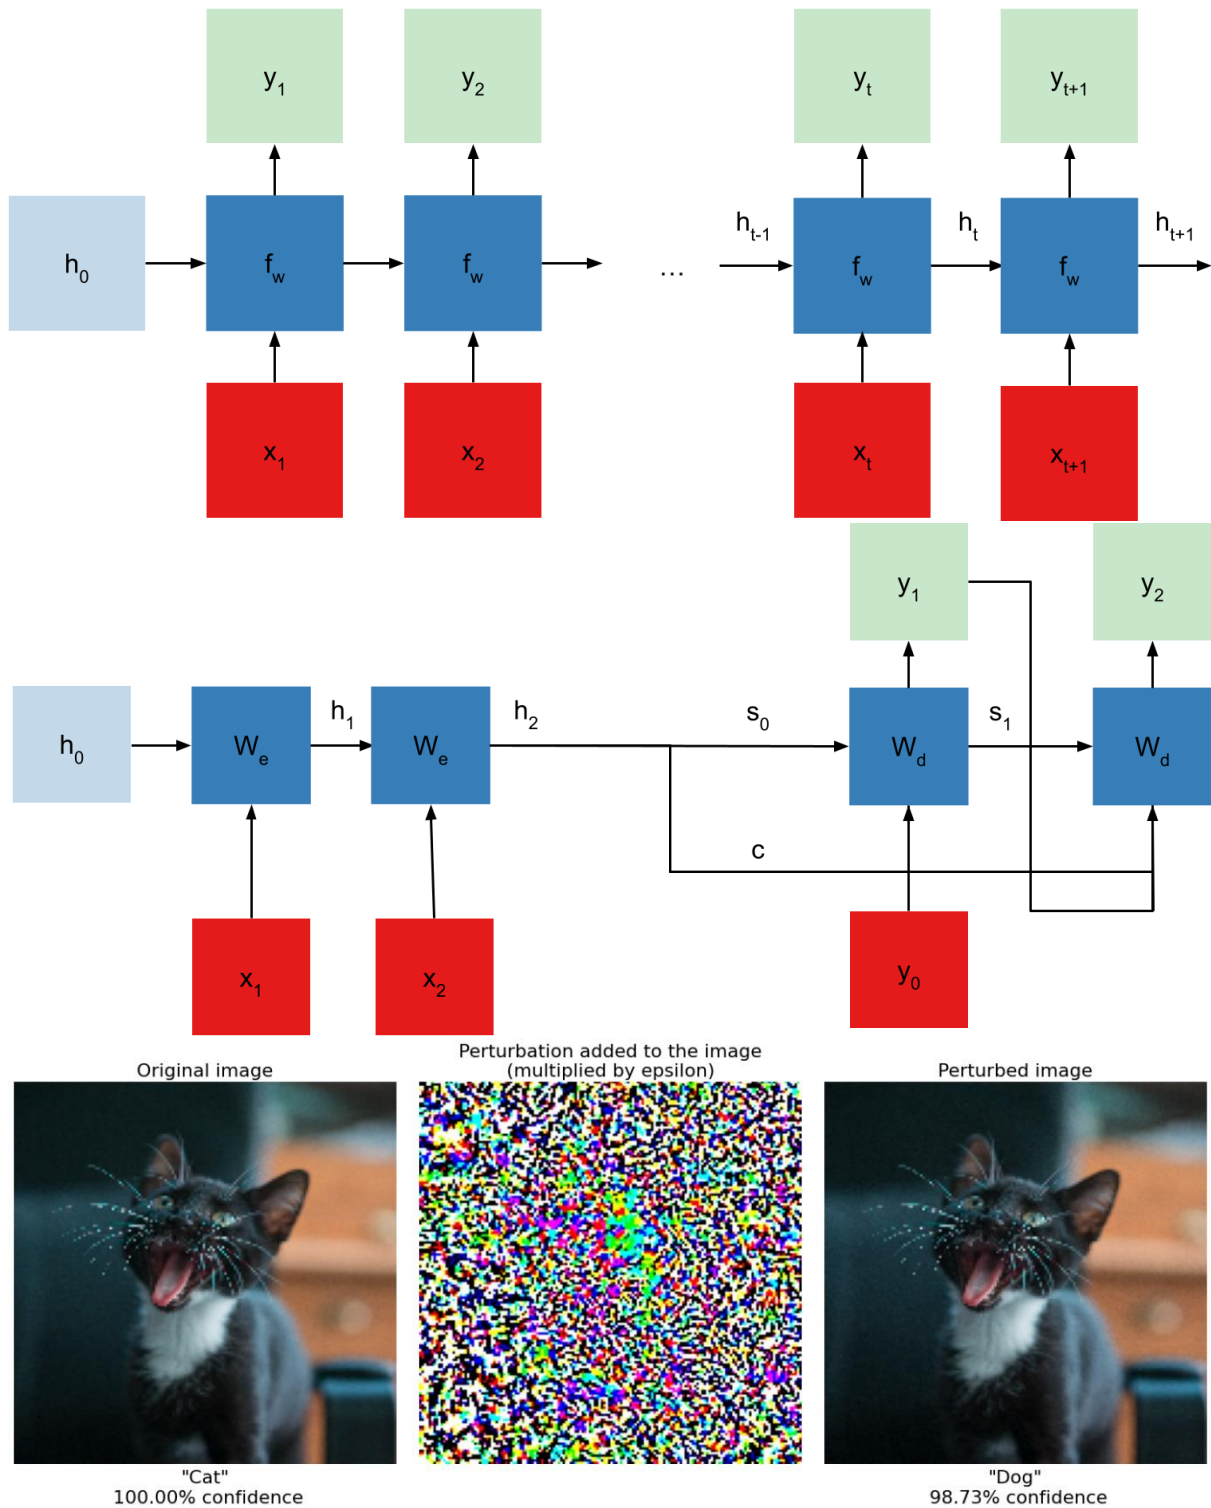 y1 y2 yt yt+1
h0 fw fw ... ht-1 fw ht fw ht+1
x1 x2 xt xt+1
y1 y2
h0 We h1 We h2 s0 Wd s1 Wd
c
x1 x2 y0
Perturbation added to the image
Original image (multiplied by epsilon) Perturbed image
"Cat" "Dog"
100.00% confidence 98.73% confidence